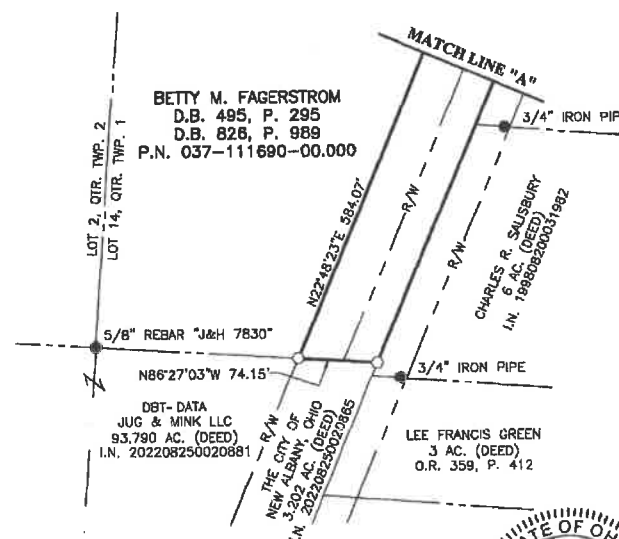 MATCH LINE "A"
BETTY M. FAGERSTROM
D.B. 495, P. 295
D.B. 826, P. 989
P.N. 037-111690-00.000
3/4" IRON PIPE
LOT 2, QTR. TWP. 2
LOT 14, QTR. TWP. 1
N22°48'23"E 584.07'
R/W
R/W
CHARLES R. SALISBURY
6 AC. (DEED)
I.N. 199808200031982
5/8" REBAR "J&H 7830"
N86°27'03"W 74.15'
3/4" IRON PIPE
DBT-DATA
JUG & MINK LLC
93.790 AC. (DEED)
I.N. 202208250020881
R/W
THE CITY OF
NEW ALBANY, OHIO
3.202 AC. (DEED)
I.N. 202208250020865
LEE FRANCIS GREEN
3 AC. (DEED)
O.R. 359, P. 412
ATE OF OH